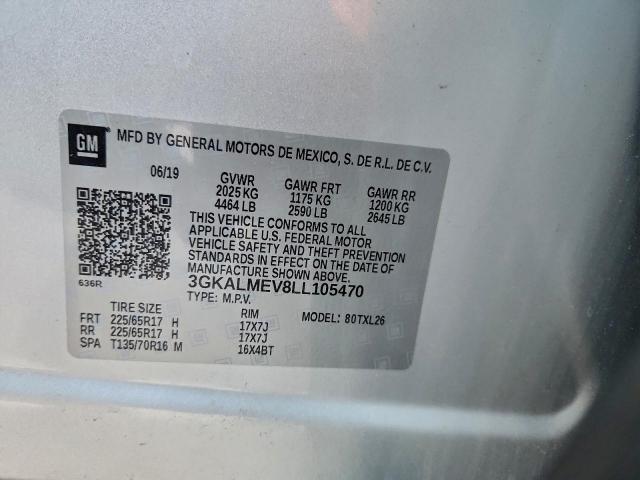 GM
MFD BY GENERAL MOTORS DE MEXICO, S. DE R.L. DE C.V.
06/19 GVWR GAWR FRT GAWR RR
2025 KG 1175 KG 1200 KG
4464 LB 2590 LB 2645 LB
THIS VEHICLE CONFORMS TO ALL
APPLICABLE U.S. FEDERAL MOTOR
VEHICLE SAFETY AND THEFT PREVENTION
STANDARDS IN EFFECT ON THE DATE OF
MANUFACTURE SHOWN ABOVE.
636R 3GKALMEV8LL105470
TYPE: M.P.V.
TIRE SIZE RIM MODEL: 80TXL26
FRT 225/65R17 H 17X7J
RR 225/65R17 H 17X7J
SPA T135/70R16 M 16X4BT